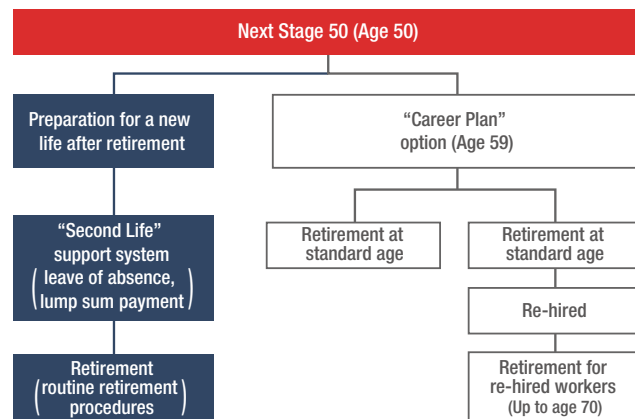 Next Stage 50 (Age 50)
Preparation for a new
life after retirement
“Career Plan”
option (Age 59)
“Second Life”
support system
(leave of absence,
lump sum payment)
Retirement at
standard age
Retirement at
standard age
Re-hired
Retirement
(routine retirement
procedures)
Retirement for
re-hired workers
(Up to age 70)